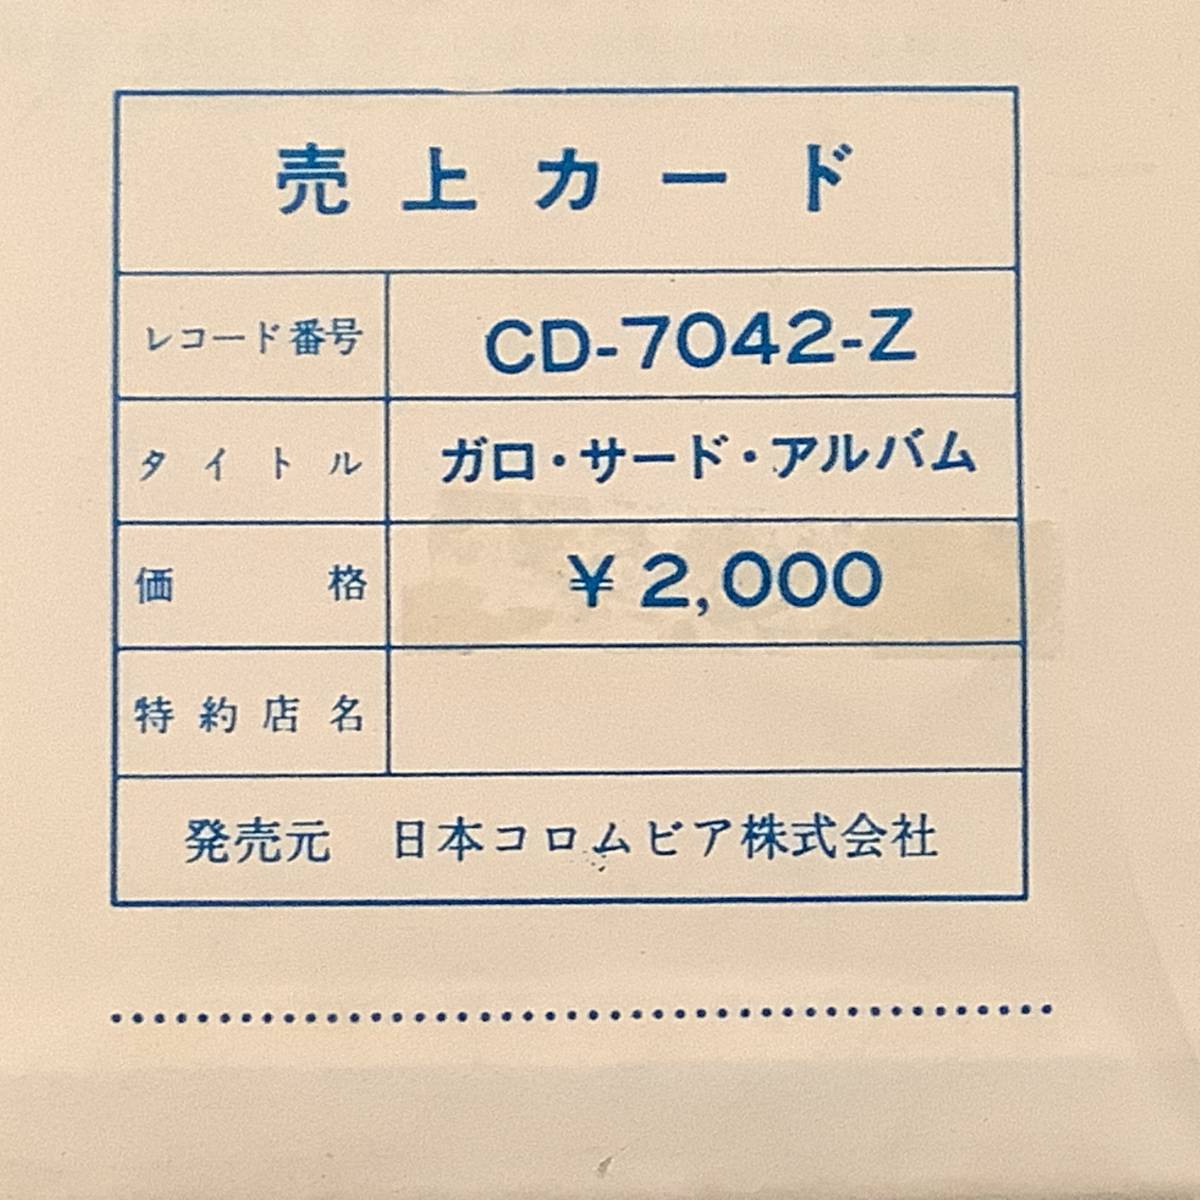 売上カード
レコード番号 CD-7042-Z
タイトル ガロ・サード・アルバム
価格 ¥2,000
特約店名
発売元 日本コロムビア株式会社